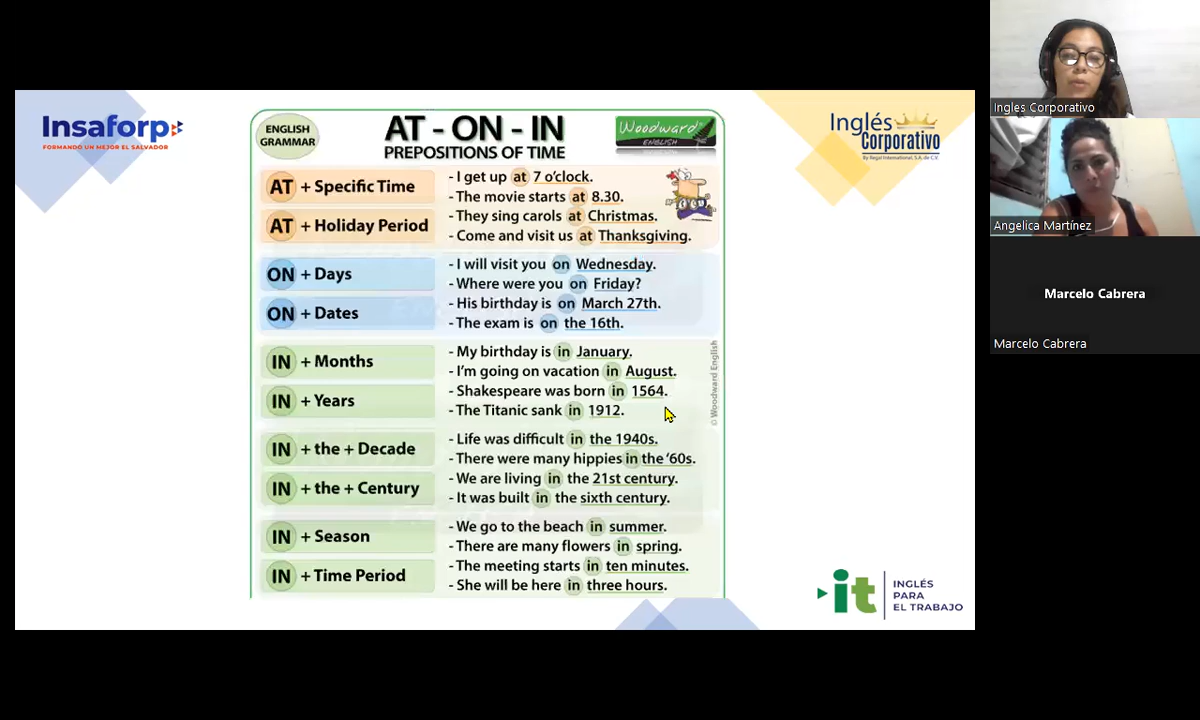 Insaforp
FORMANDO UN MEJOR EL SALVADOR
ENGLISH
GRAMMAR
AT - ON - IN
PREPOSITIONS OF TIME
Woodward
ENGLISH
Inglés
Corporativo
By Regal International, S.A. de C.V.
AT + Specific Time
- I get up at 7 o'clock.
- The movie starts at 8.30.
AT + Holiday Period
- They sing carols at Christmas.
- Come and visit us at Thanksgiving.
ON + Days
- I will visit you on Wednesday.
- Where were you on Friday?
ON + Dates
- His birthday is on March 27th.
- The exam is on the 16th.
IN + Months
- My birthday is in January.
- I'm going on vacation in August.
IN + Years
- Shakespeare was born in 1564.
- The Titanic sank in 1912.
IN + the + Decade
- Life was difficult in the 1940s.
- There were many hippies in the '60s.
IN + the + Century
- We are living in the 21st century.
- It was built in the sixth century.
IN + Season
- We go to the beach in summer.
- There are many flowers in spring.
IN + Time Period
- The meeting starts in ten minutes.
- She will be here in three hours.
© Woodward English
it
INGLÉS
PARA
EL TRABAJO
Ingles Corporativo
Angelica Martínez
Marcelo Cabrera
Marcelo Cabrera